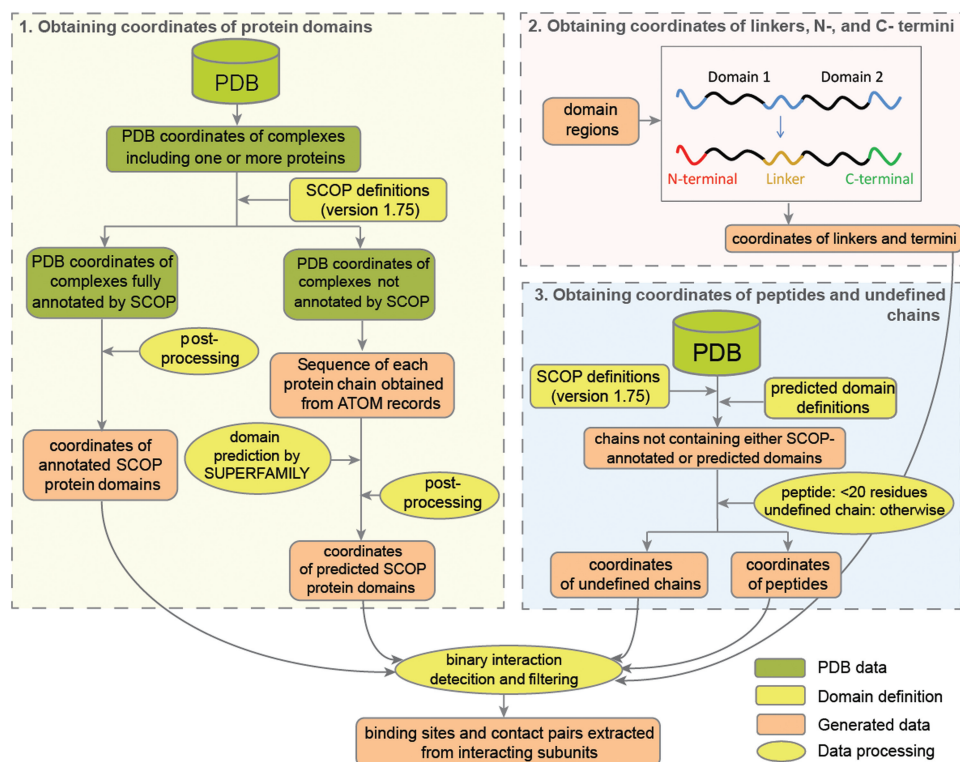 1. Obtaining coordinates of protein domains
PDB
PDB coordinates of complexes
including one or more proteins
SCOP definitions
(version 1.75)
PDB coordinates of
complexes fully
annotated by SCOP
PDB coordinates of
complexes not
annotated by SCOP
post-
processing
Sequence of each
protein chain obtained
from ATOM records
coordinates of
annotated SCOP
protein domains
domain
prediction by
SUPERFAMILY
post-
processing
coordinates
of predicted SCOP
protein domains
2. Obtaining coordinates of linkers, N-, and C- termini
domain
regions
Domain 1
Domain 2
N-terminal
Linker
C-terminal
coordinates of linkers and termini
3. Obtaining coordinates of peptides and undefined
chains
PDB
SCOP definitions
(version 1.75)
predicted domain
definitions
chains not containing either SCOP-
annotated or predicted domains
peptide: <20 residues
undefined chain: otherwise
coordinates
of undefined chains
coordinates
of peptides
binary interaction
detection and filtering
binding sites and contact pairs extracted
from interacting subunits
PDB data
Domain definition
Generated data
Data processing